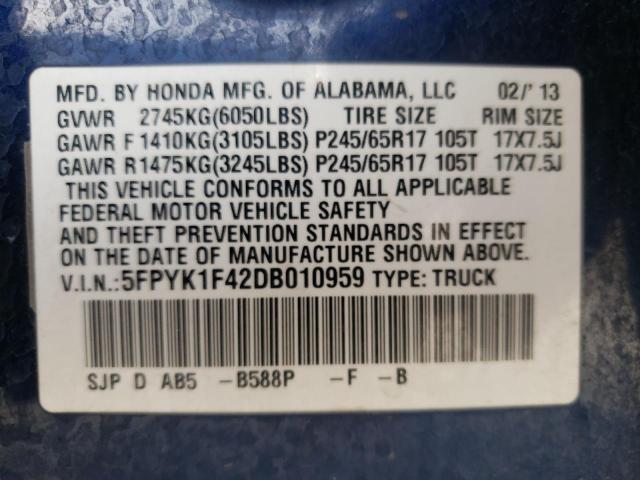 MFD. BY HONDA MFG. OF ALABAMA, LLC 02/'13
GVWR 2745KG(6050LBS) TIRE SIZE RIM SIZE
GAWR F 1410KG(3105LBS) P245/65R17 105T 17X7.5J
GAWR R 1475KG(3245LBS) P245/65R17 105T 17X7.5J
THIS VEHICLE CONFORMS TO ALL APPLICABLE
FEDERAL MOTOR VEHICLE SAFETY
AND THEFT PREVENTION STANDARDS IN EFFECT
ON THE DATE OF MANUFACTURE SHOWN ABOVE.
V.I.N.:5FPYK1F42DB010959 TYPE: TRUCK
SJP D AB5 -B588P -F -B